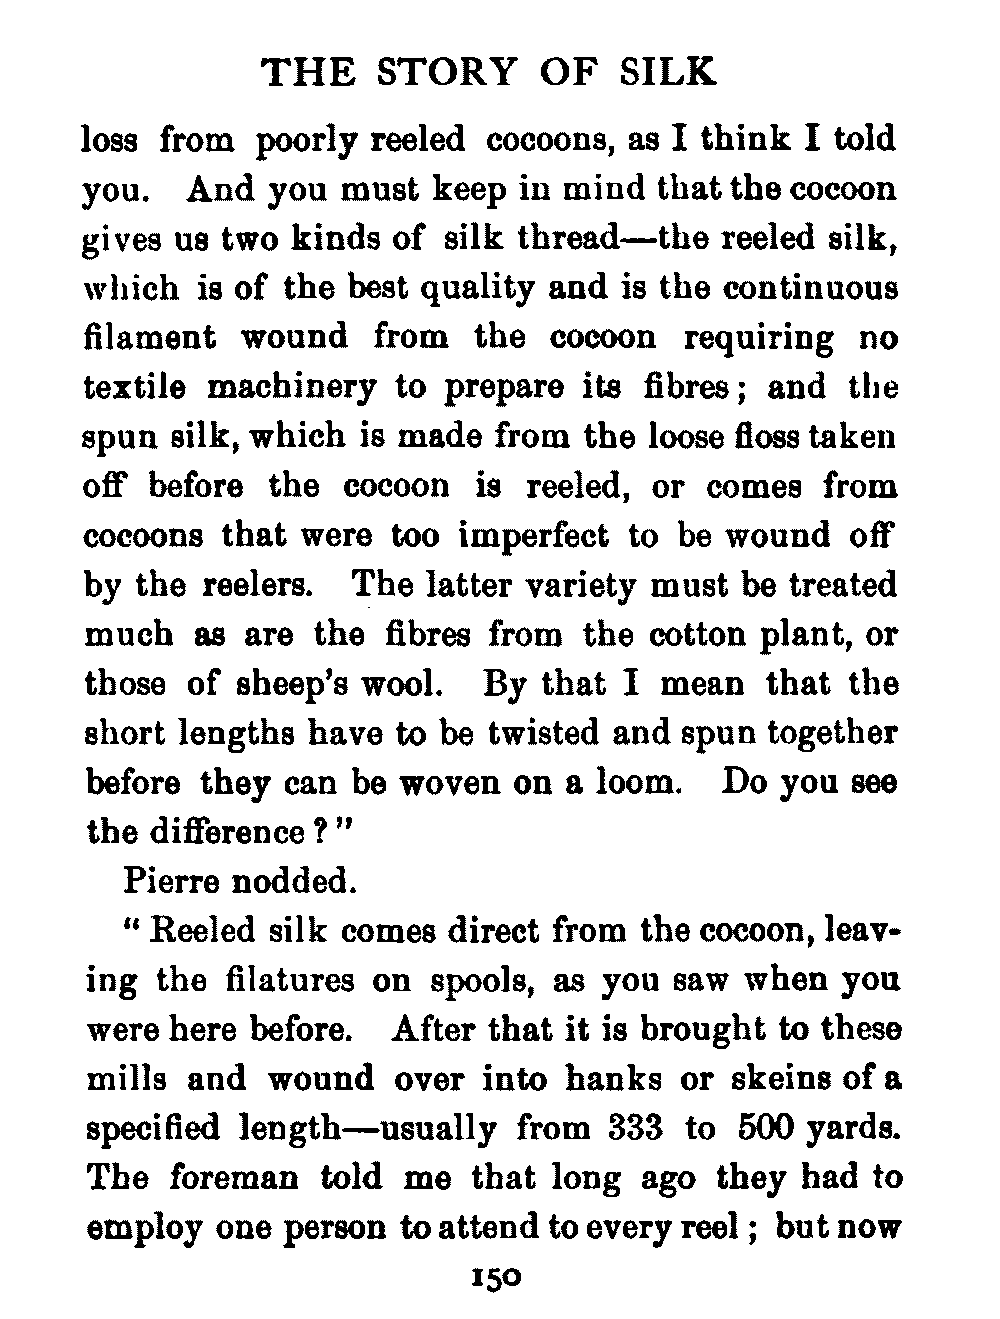 THE STORY OF SILK
loss from poorly reeled cocoons, as I think I told
you. And you must keep in mind that the cocoon
gives us two kinds of silk thread—the reeled silk,
which is of the best quality and is the continuous
filament wound from the cocoon requiring no
textile machinery to prepare its fibres; and the
spun silk, which is made from the loose floss taken
off before the cocoon is reeled, or comes from
cocoons that were too imperfect to be wound off
by the reelers. The latter variety must be treated
much as are the fibres from the cotton plant, or
those of sheep's wool. By that I mean that the
short lengths have to be twisted and spun together
before they can be woven on a loom. Do you see
the difference?"
Pierre nodded.
"Reeled silk comes direct from the cocoon, leav-
ing the filatures on spools, as you saw when you
were here before. After that it is brought to these
mills and wound over into hanks or skeins of a
specified length—usually from 333 to 500 yards.
The foreman told me that long ago they had to
employ one person to attend to every reel; but now
150